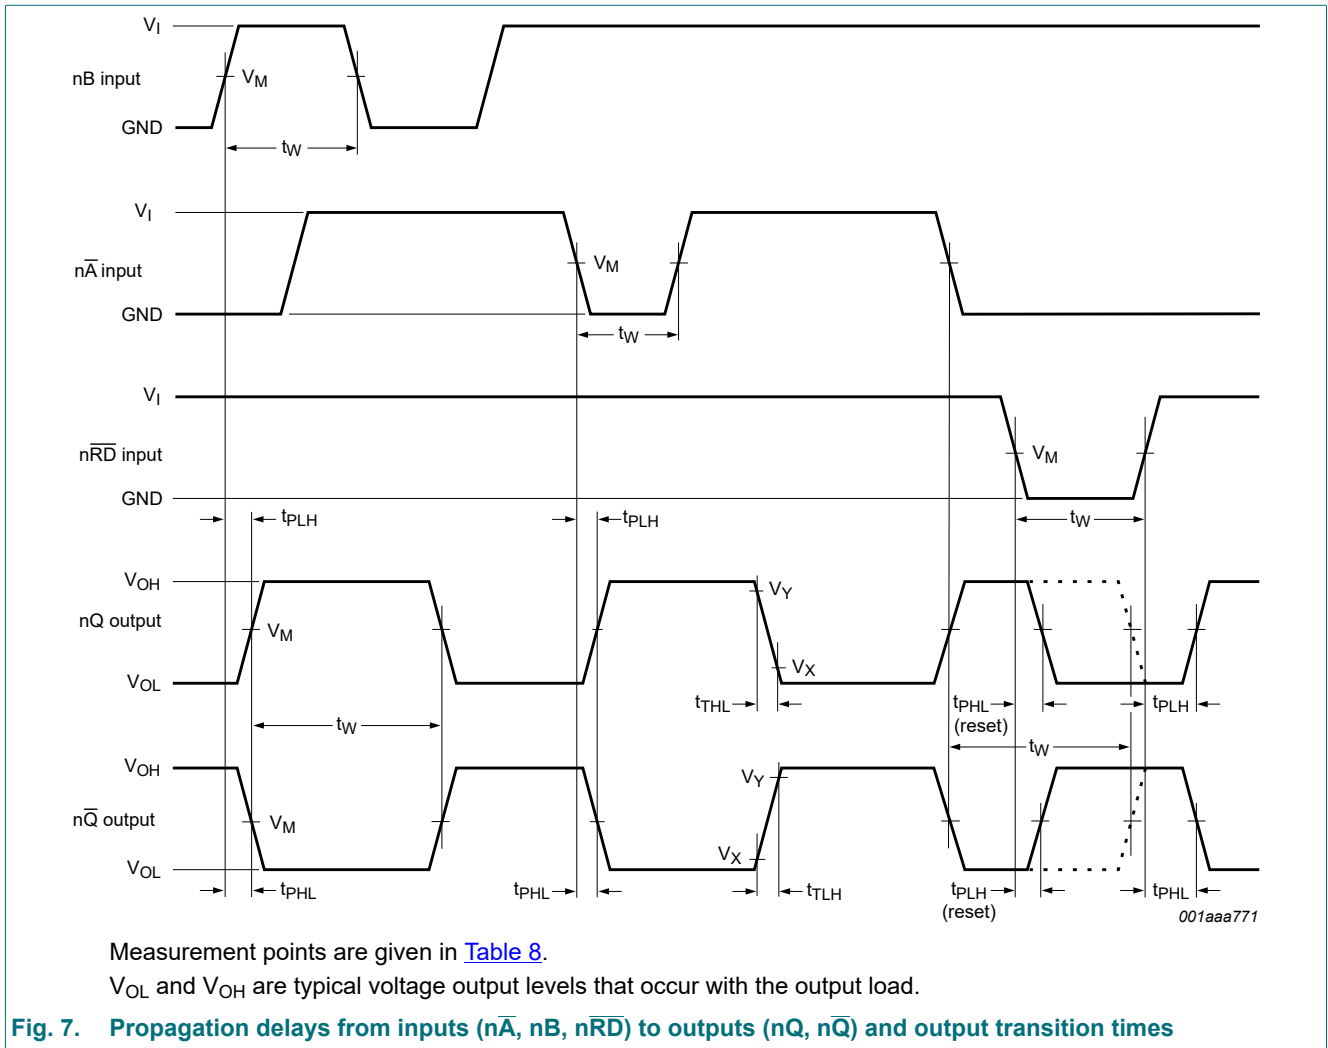 VI
nB input
VM
GND
tW
VI
nA̅ input
VM
GND
tW
VI
nR̅D̅ input
VM
GND
tW
tPLH
tPLH
VOH
VY
nQ output
VM
VX
VOL
tTHL
tPHL
(reset)
tPLH
tW
tW
VOH
VY
nQ̅ output
VM
VX
VOL
tPHL
tPHL
tTLH
tPLH
(reset)
tPHL
001aaa771
Measurement points are given in Table 8.
VOL and VOH are typical voltage output levels that occur with the output load.
Fig. 7. Propagation delays from inputs (nA̅, nB, nR̅D̅) to outputs (nQ, nQ̅) and output transition times